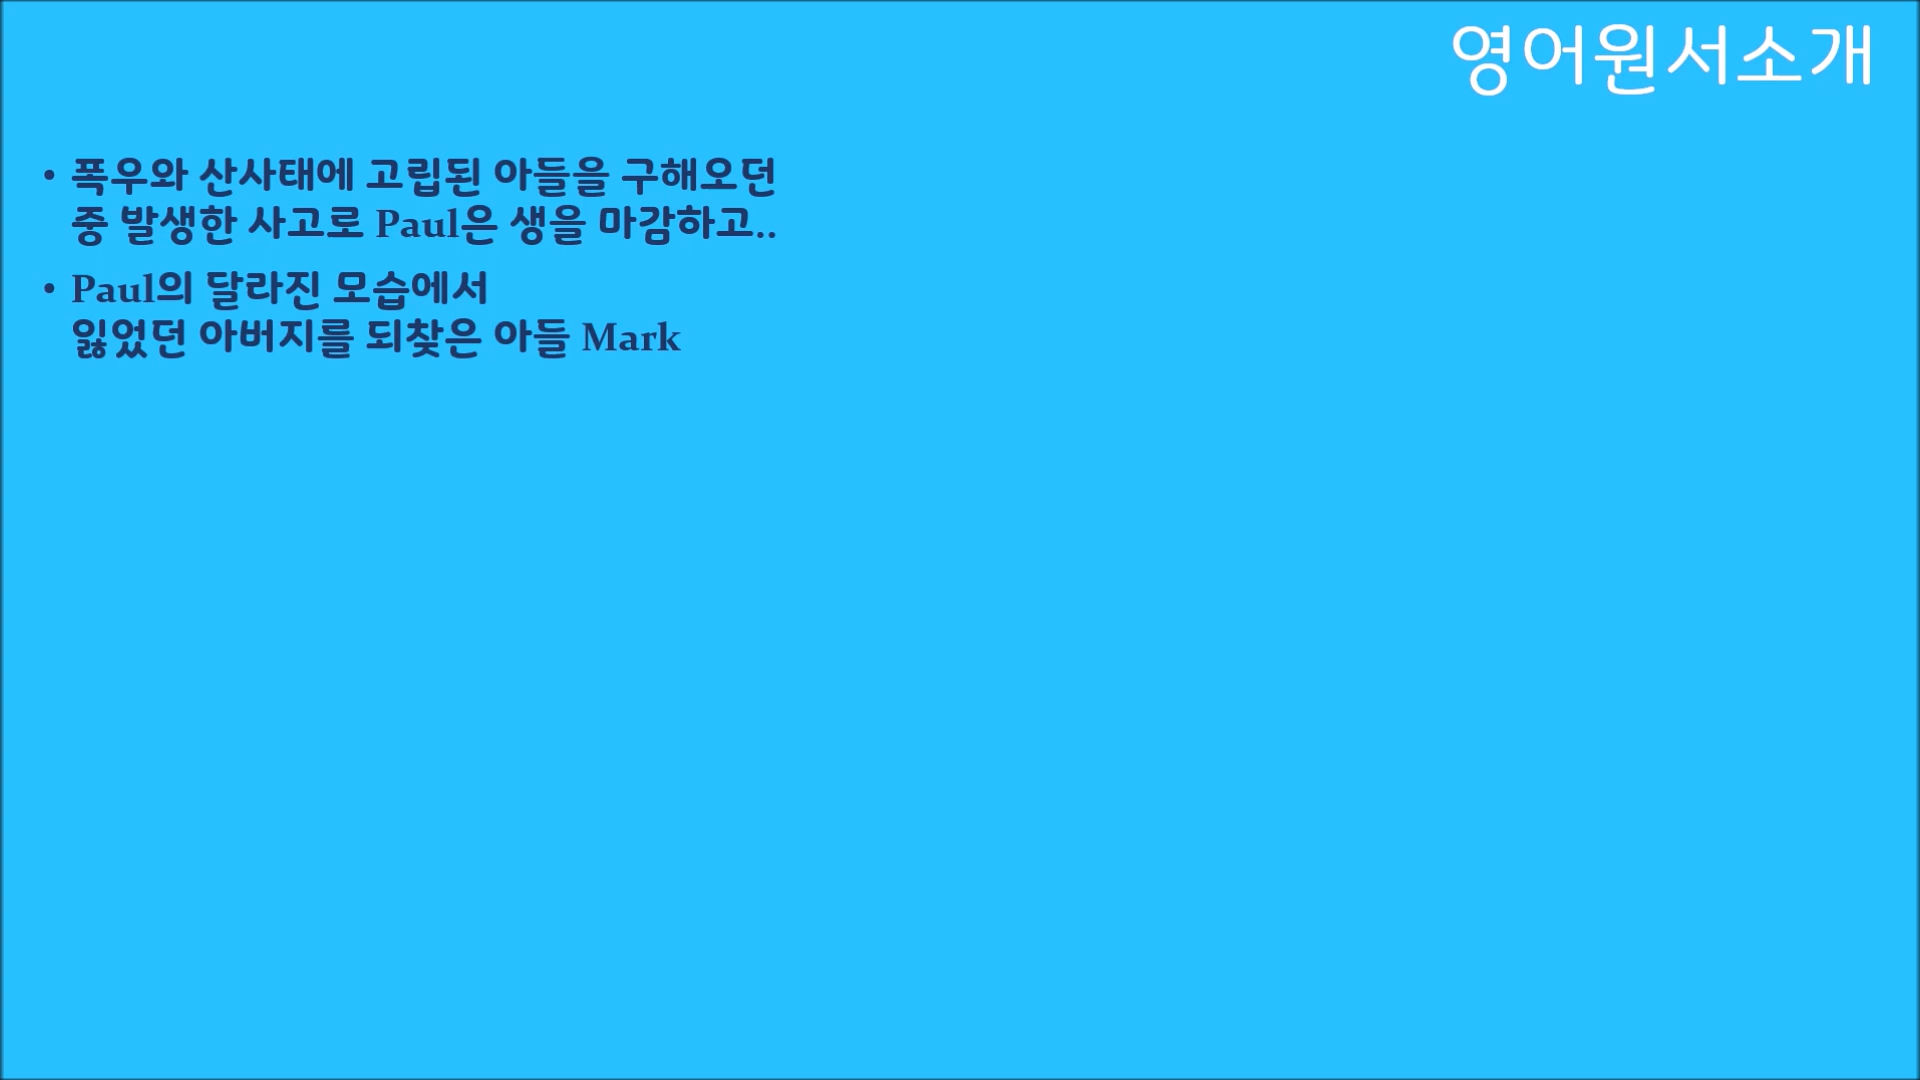 영어원서소개
• 폭우와 산사태에 고립된 아들을 구해오던
중 발생한 사고로 Paul은 생을 마감하고..
• Paul의 달라진 모습에서
잃었던 아버지를 되찾은 아들 Mark